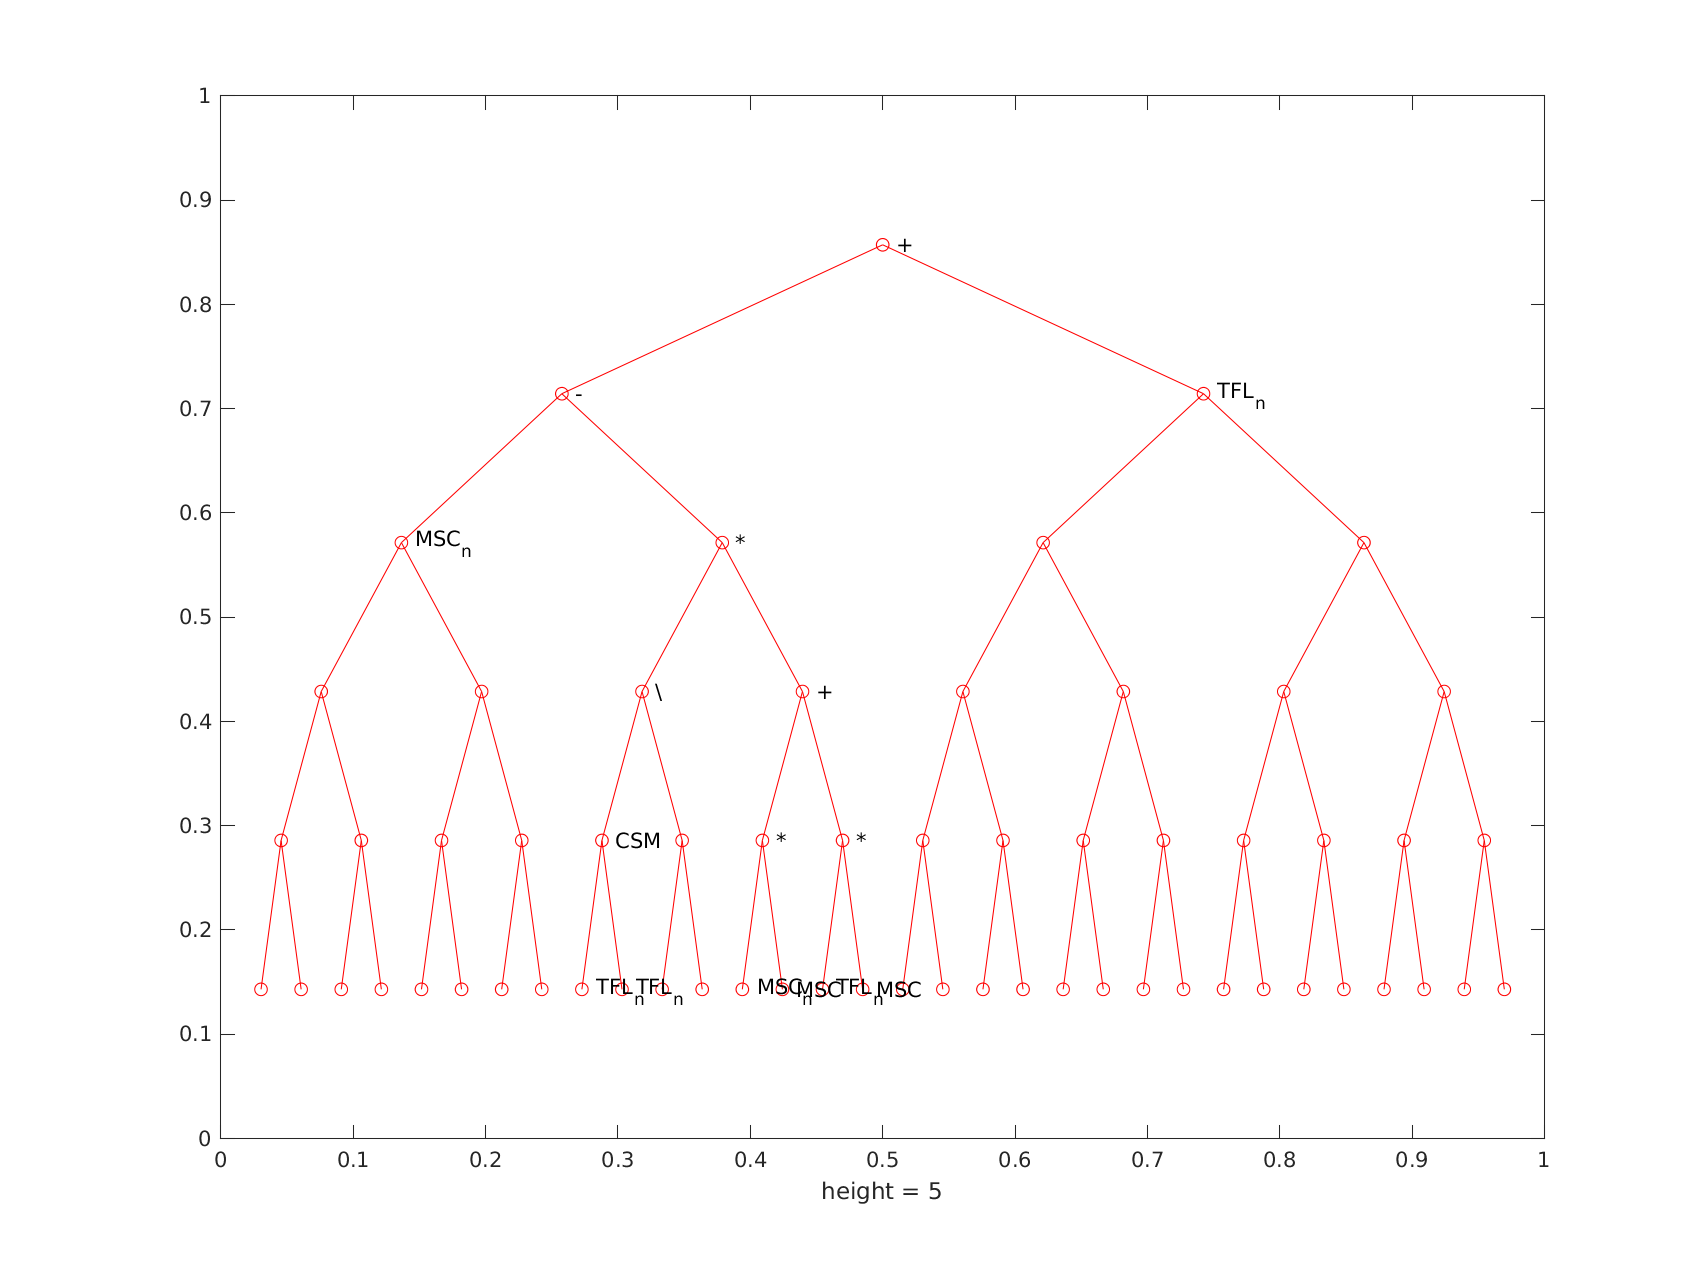 1
0.9
+
0.8
- TFLₙ
0.7
0.6
MSCₙ *
0.5
\ +
0.4
0.3
CSM * *
0.2
TFLₙ TFLₙ MSCₙ MSC TFLₙ MSC
0.1
0
0 0.1 0.2 0.3 0.4 0.5 0.6 0.7 0.8 0.9 1
height = 5